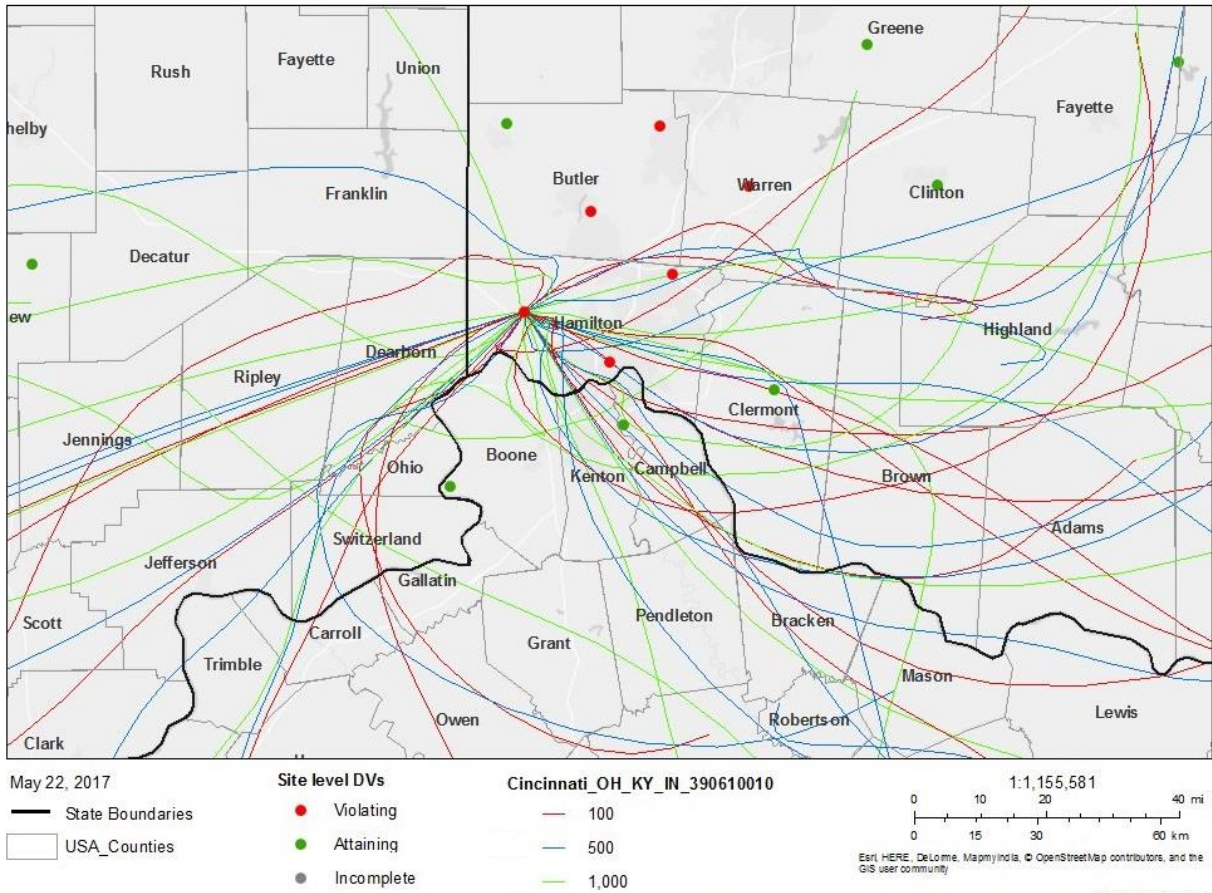 Greene
Fayette
Union
Rush
Fayette
helby
Butler
Warren
Clinton
Franklin
Decatur
ew
Hamilton
Highland
Dearborn
Ripley
Clermont
Jennings
Boone
Ohio
Kenton
Campbell
Brown
Adams
Switzerland
Jefferson
Gallatin
Pendleton
Bracken
Scott
Carroll
Grant
Trimble
Mason
Owen
Robertson
Lewis
Clark
May 22, 2017
State Boundaries
USA_Counties
Site level DVs
Violating
Attaining
Incomplete
Cincinnati_OH_KY_IN_390610010
100
500
1,000
1:1,155,581
0 10 20 40 mi
0 15 30 60 km
Esri, HERE, DeLorme, MapmyIndia, © OpenStreetMap contributors, and the
GIS user community